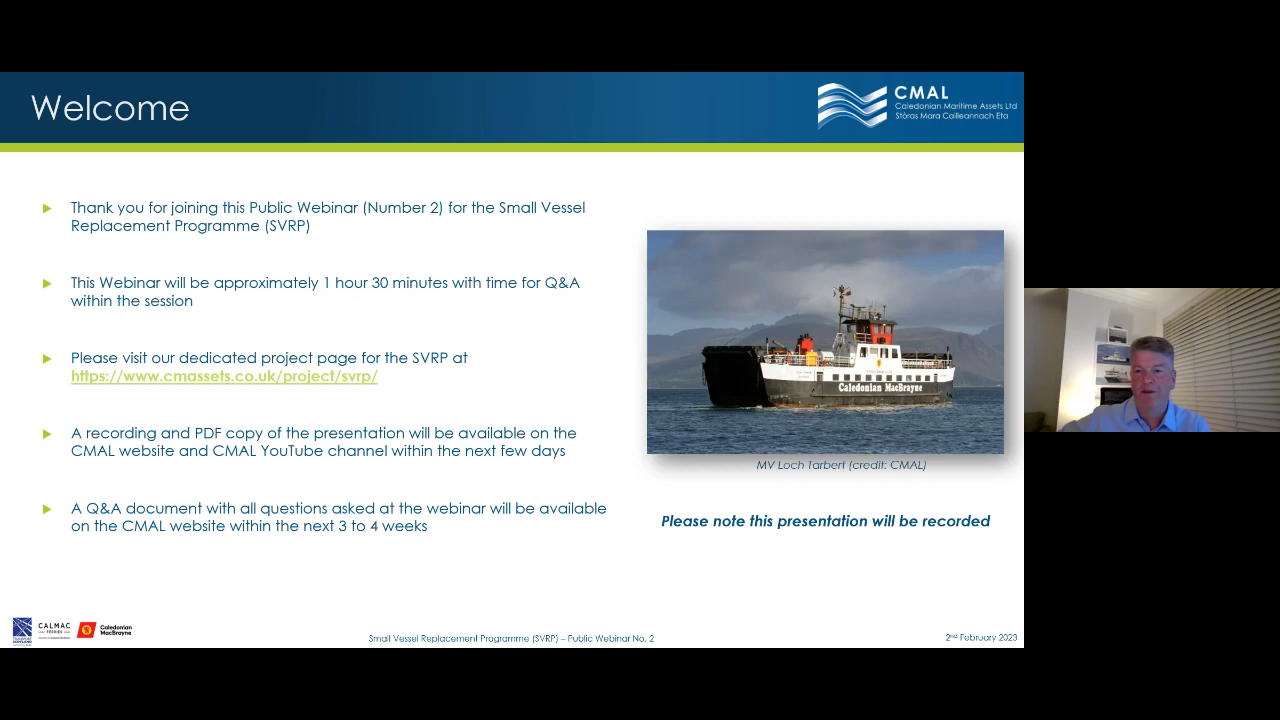 Welcome
CMAL
Caledonian Maritime Assets Ltd
Stòras Mara Cailleannach Eta
Thank you for joining this Public Webinar (Number 2) for the Small Vessel
Replacement Programme (SVRP)
This Webinar will be approximately 1 hour 30 minutes with time for Q&A
within the session
Please visit our dedicated project page for the SVRP at
https://www.cmassets.co.uk/project/svrp/
A recording and PDF copy of the presentation will be available on the
CMAL website and CMAL YouTube channel within the next few days
A Q&A document with all questions asked at the webinar will be available
on the CMAL website within the next 3 to 4 weeks
Caledonian MacBrayne
MV Loch Tarbert (credit: CMAL)
Please note this presentation will be recorded
TRANSPORT
SCOTLAND
CALMAC
FERRIES
Caledonian
MacBrayne
Small Vessel Replacement Programme (SVRP) – Public Webinar No. 2
2nd February 2023